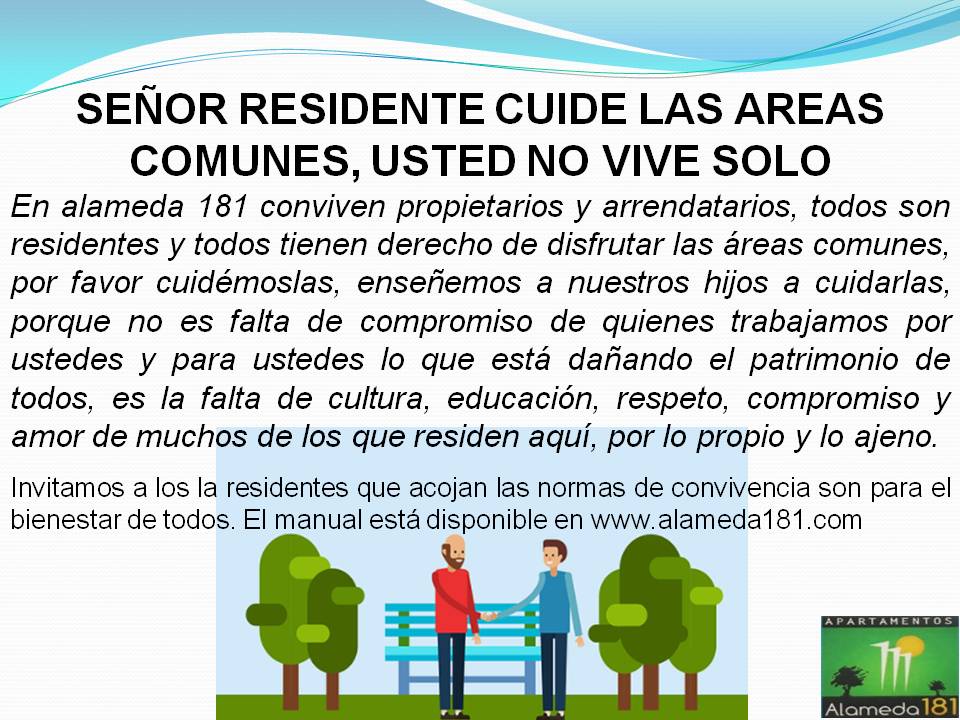 SEÑOR RESIDENTE CUIDE LAS AREAS
COMUNES, USTED NO VIVE SOLO
En alameda 181 conviven propietarios y arrendatarios, todos son
residentes y todos tienen derecho de disfrutar las áreas comunes,
por favor cuidémoslas, enseñemos a nuestros hijos a cuidarlas,
porque no es falta de compromiso de quienes trabajamos por
ustedes y para ustedes lo que está dañando el patrimonio de
todos, es la falta de cultura, educación, respeto, compromiso y
amor de muchos de los que residen aquí, por lo propio y lo ajeno.
Invitamos a los la residentes que acojan las normas de convivencia son para el
bienestar de todos. El manual está disponible en www.alameda181.com
APARTAMENTOS
Alameda 181